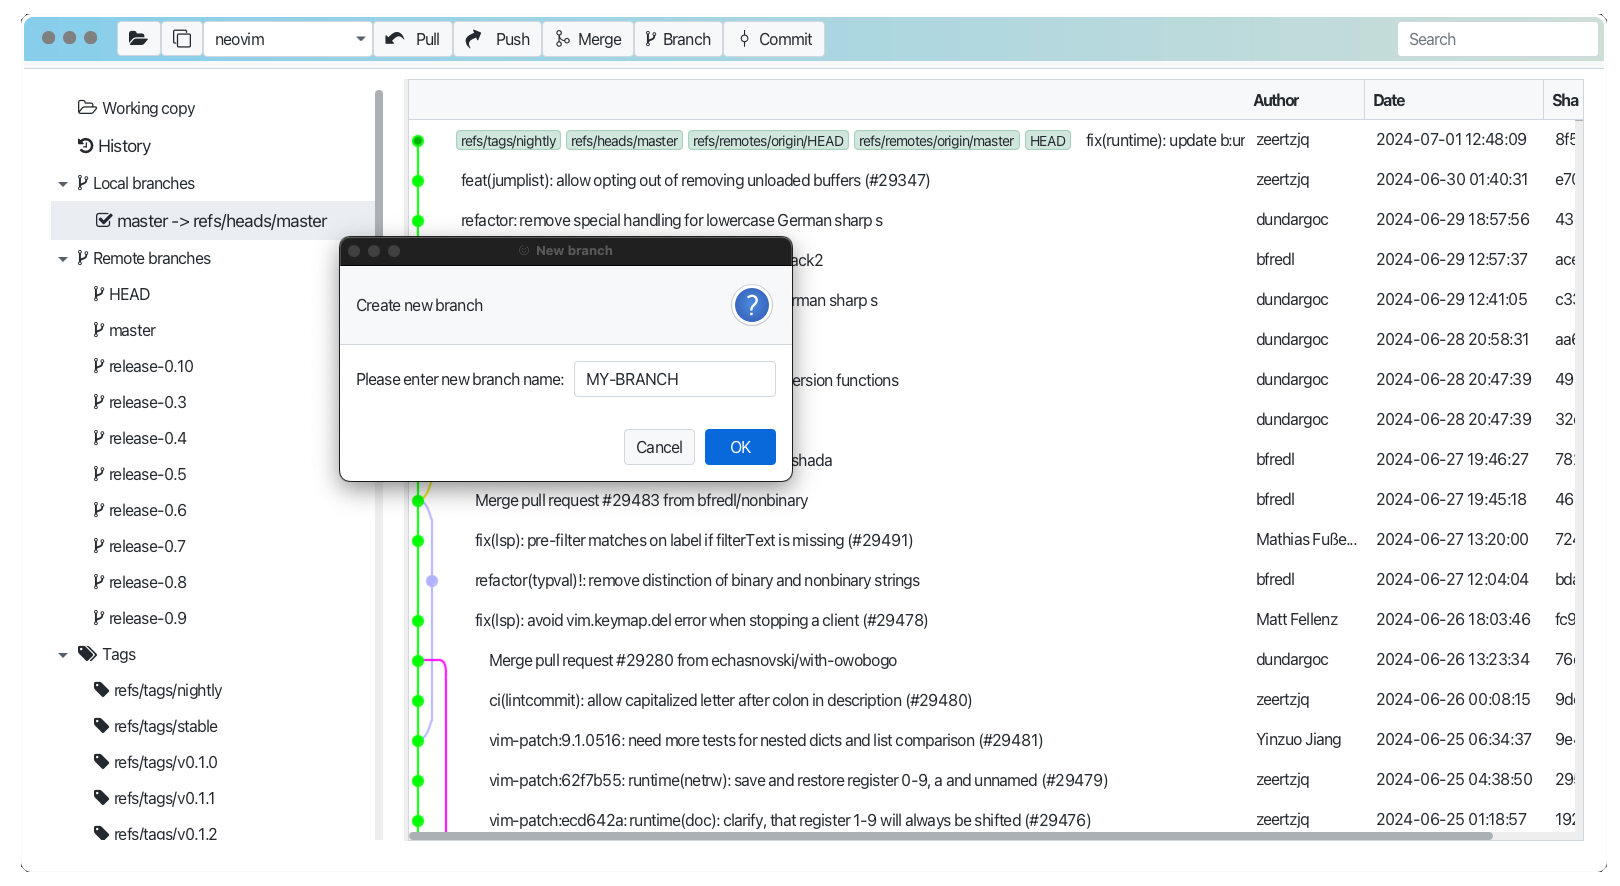 neovim Pull Push Merge Branch Commit Search
Working copy
History
Local branches
master -> refs/heads/master
Remote branches
HEAD
master
release-0.10
release-0.3
release-0.4
release-0.5
release-0.6
release-0.7
release-0.8
release-0.9
Tags
refs/tags/nightly
refs/tags/stable
refs/tags/v0.1.0
refs/tags/v0.1.1
refs/tags/v0.1.2
New branch
Create new branch
?
Please enter new branch name: MY-BRANCH
Cancel OK
Author Date Sha
refs/tags/nightly refs/heads/master refs/remotes/origin/HEAD refs/remotes/origin/master HEAD fix(runtime): update b:ur zeertzjq 2024-07-01 12:48:09 8f5
feat(jumplist): allow opting out of removing unloaded buffers (#29347) zeertzjq 2024-06-30 01:40:31 e70
refactor: remove special handling for lowercase German sharp s dundargoc 2024-06-29 18:57:56 43
ack2 bfredl 2024-06-29 12:57:37 ace
rman sharp s dundargoc 2024-06-29 12:41:05 c33
dundargoc 2024-06-28 20:58:31 aa6
ersion functions dundargoc 2024-06-28 20:47:39 49
dundargoc 2024-06-28 20:47:39 32
shada bfredl 2024-06-27 19:46:27 78
Merge pull request #29483 from bfredl/nonbinary bfredl 2024-06-27 19:45:18 46
fix(lsp): pre-filter matches on label if filterText is missing (#29491) Mathias Fuße... 2024-06-27 13:20:00 724
refactor(typval)!: remove distinction of binary and nonbinary strings bfredl 2024-06-27 12:04:04 bda
fix(lsp): avoid vim.keymap.del error when stopping a client (#29478) Matt Fellenz 2024-06-26 18:03:46 fc9
Merge pull request #29280 from echasnovski/with-owobogo dundargoc 2024-06-26 13:23:34 76
ci(lintcommit): allow capitalized letter after colon in description (#29480) zeertzjq 2024-06-26 00:08:15 9d
vim-patch:9.1.0516: need more tests for nested dicts and list comparison (#29481) Yinzuo Jiang 2024-06-25 06:34:37 9e
vim-patch:62f7b55: runtime(netrw): save and restore register 0-9, a and unnamed (#29479) zeertzjq 2024-06-25 04:38:50 295
vim-patch:ecd642a: runtime(doc): clarify, that register 1-9 will always be shifted (#29476) zeertzjq 2024-06-25 01:18:57 192